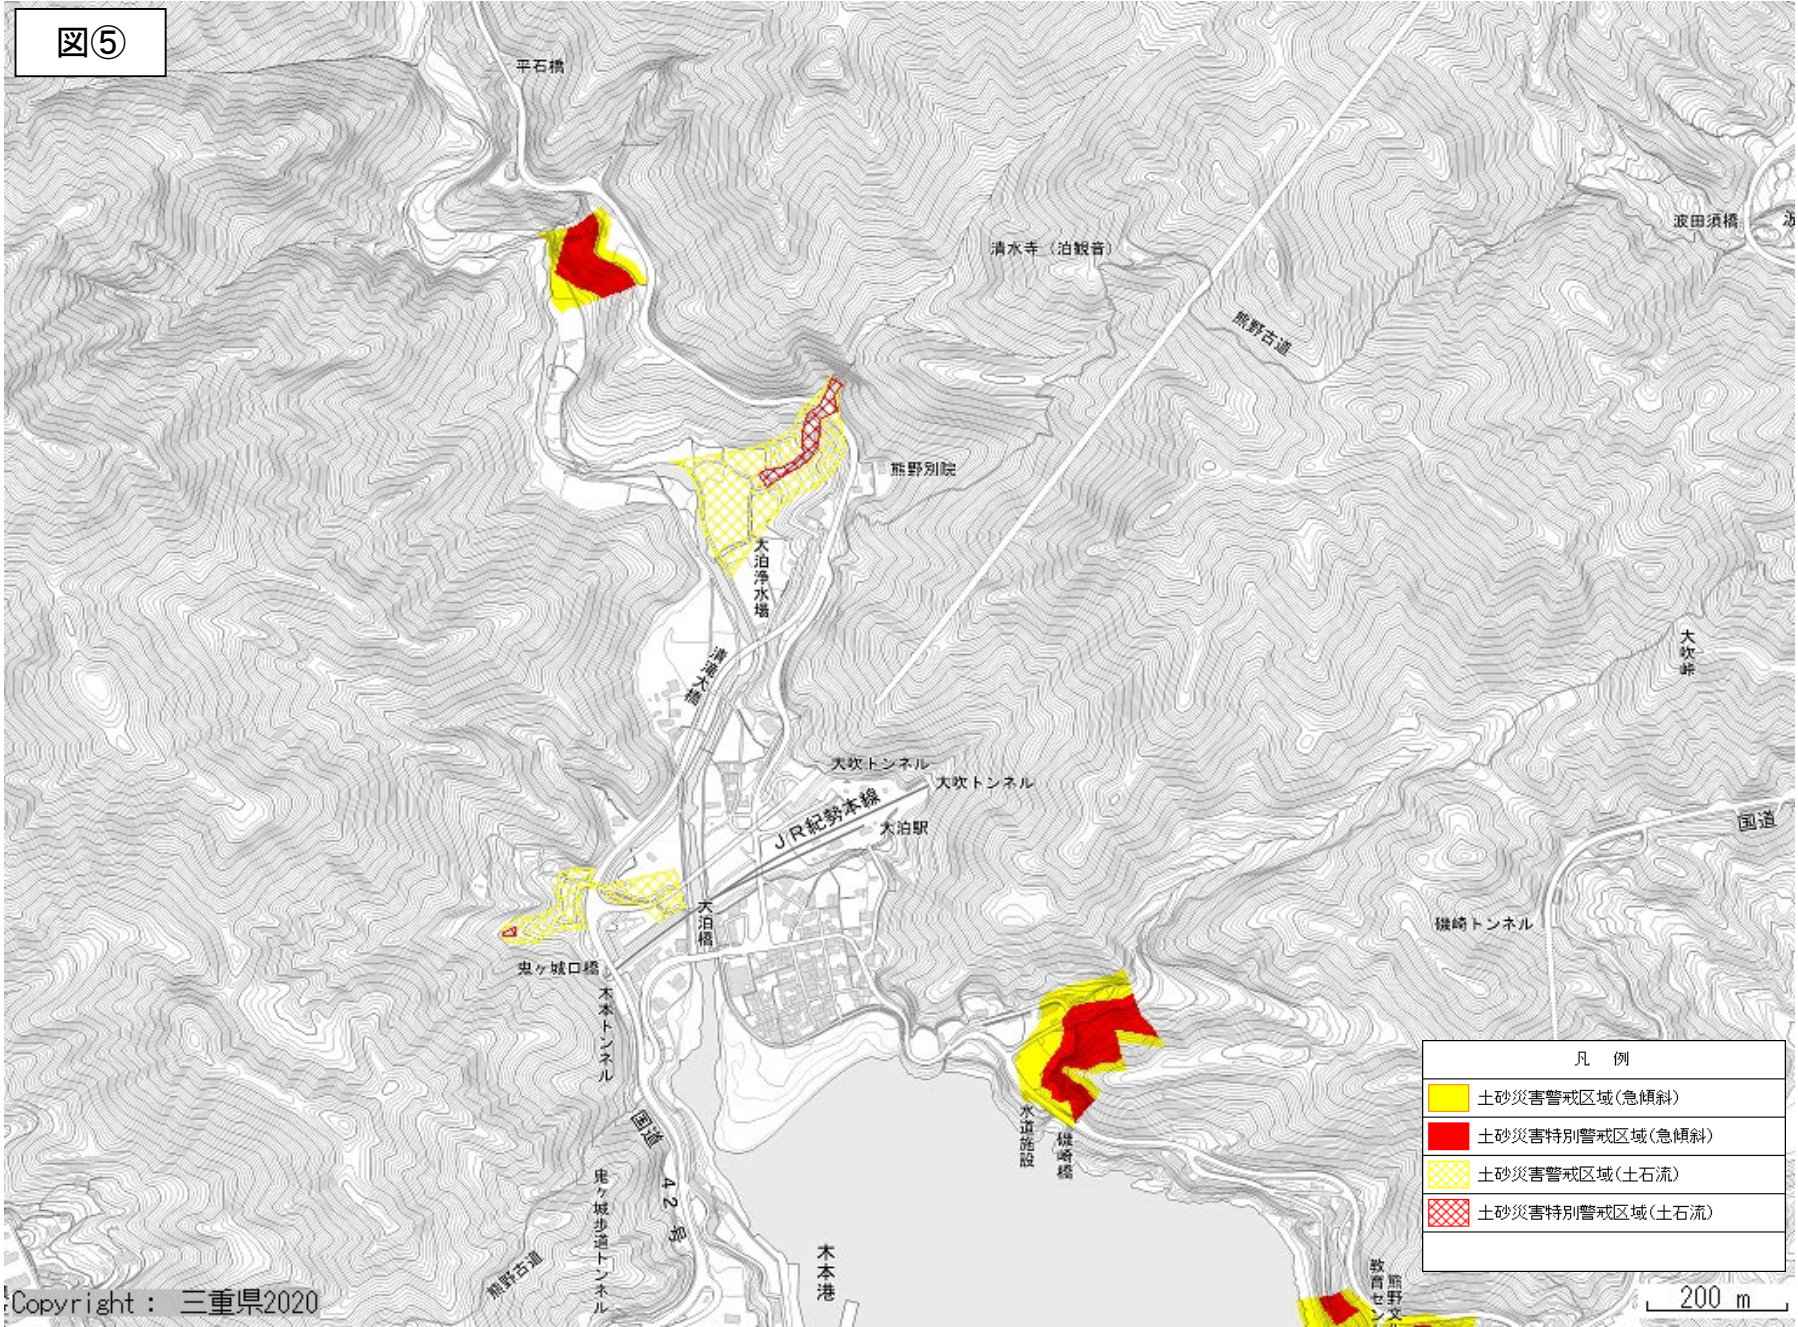 図⑤
平石橋
波田須橋
清水寺（泊観音）
熊野古道
熊野別院
大泊浄水場
大吹峠
清滝大橋
大吹トンネル
大吹トンネル
JR紀勢本線
大泊駅
国道
大泊橋
磯崎トンネル
鬼ヶ城口橋
木本トンネル
凡 例
土砂災害警戒区域(急傾斜)
土砂災害特別警戒区域(急傾斜)
土砂災害警戒区域(土石流)
土砂災害特別警戒区域(土石流)
水道施設
磯崎橋
国道 42号
鬼ヶ城歩道トンネル
熊野古道
木本港
教育セン
熊野文
Copyright : 三重県2020
200 m